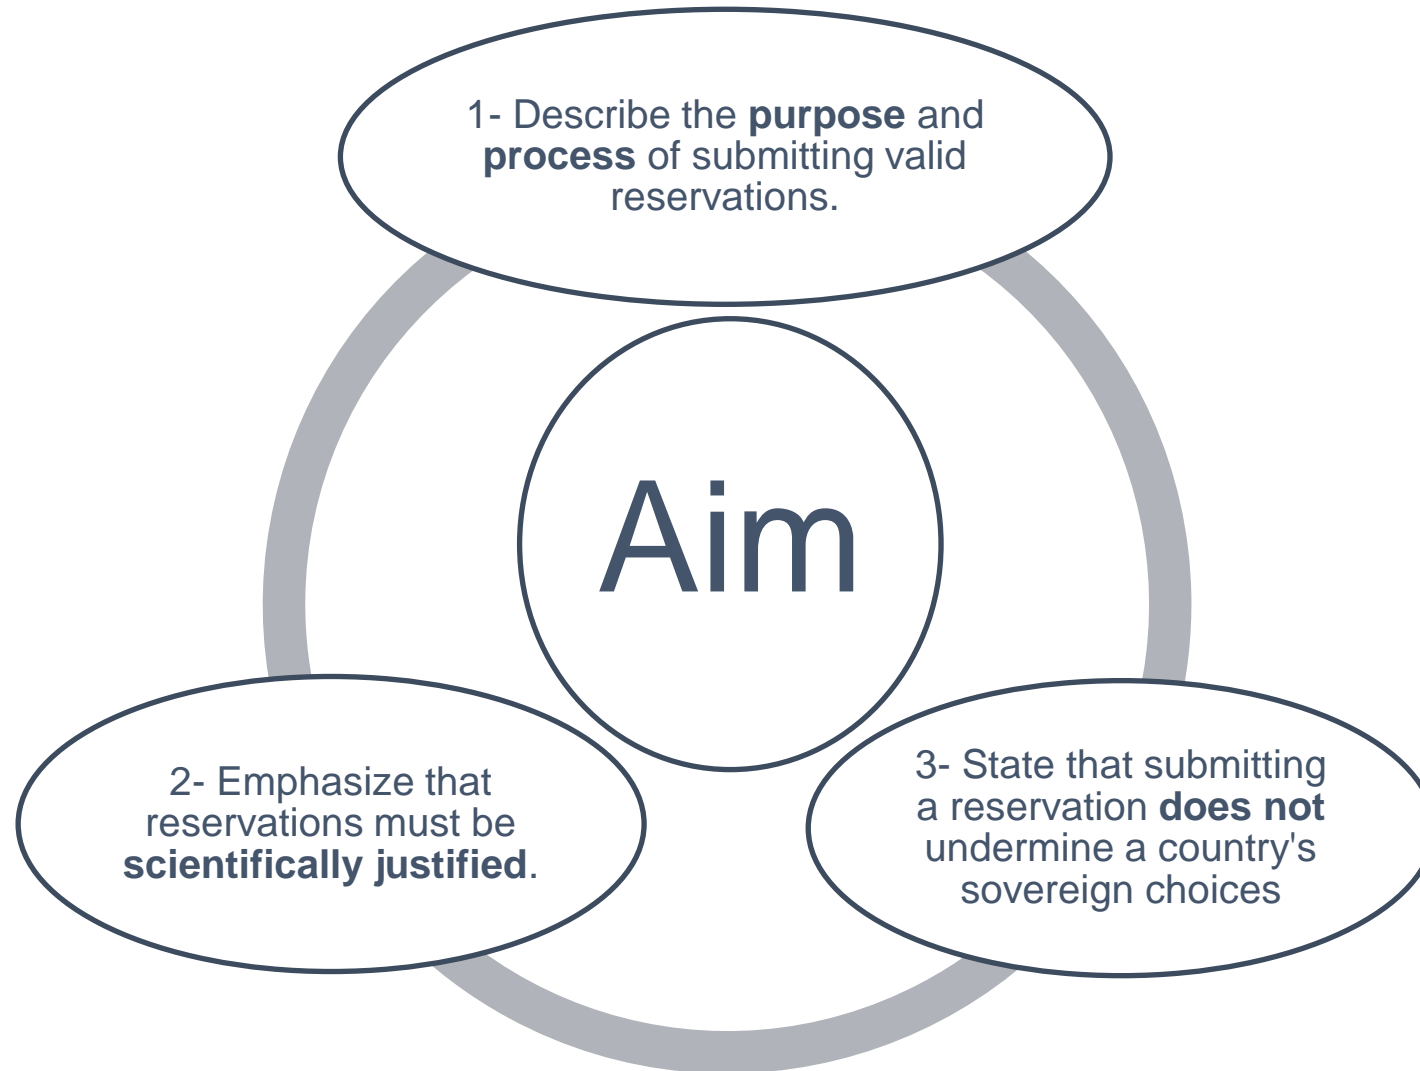 1- Describe the purpose and
process of submitting valid
reservations.
Aim
2- Emphasize that
reservations must be
scientifically justified.
3- State that submitting
a reservation does not
undermine a country's
sovereign choices